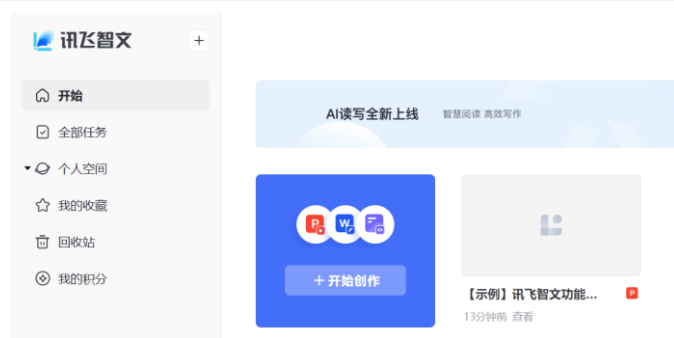 讯飞智文
开始
全部任务
个人空间
我的收藏
回收站
我的积分
AI读写全新上线 智慧阅读 高效写作
P W
+ 开始创作
【示例】讯飞智文功能... P
13分钟前 查看